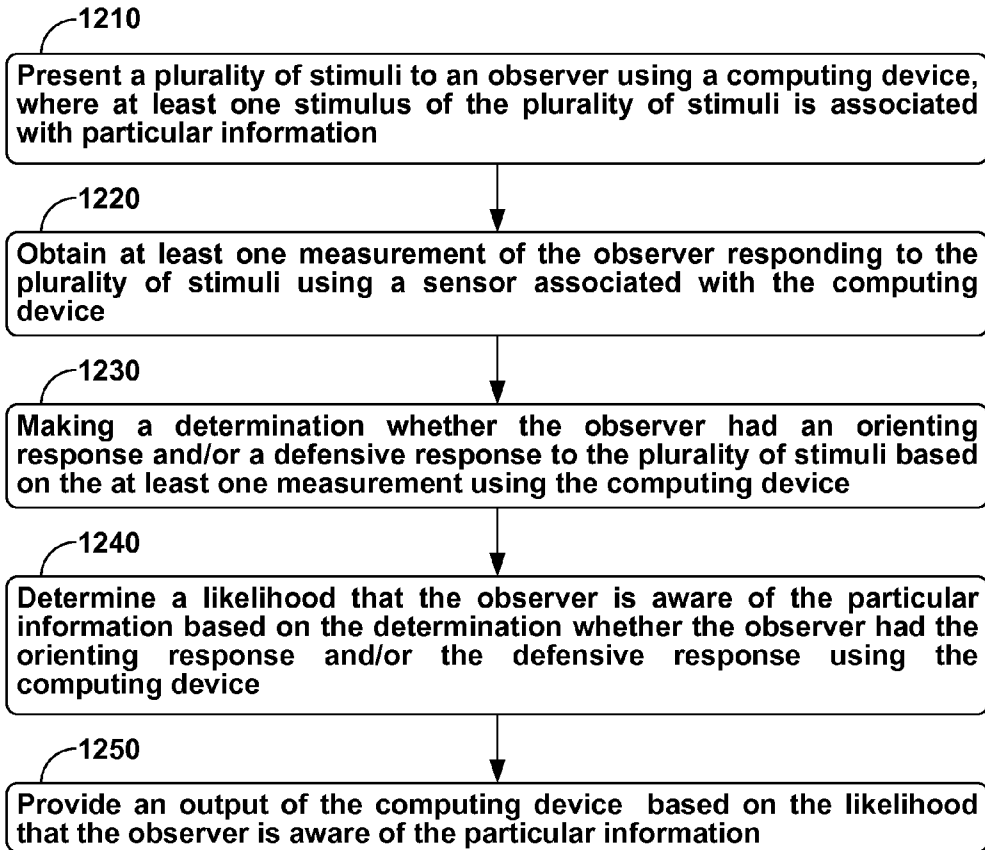 1210
Present a plurality of stimuli to an observer using a computing device,
where at least one stimulus of the plurality of stimuli is associated
with particular information
1220
Obtain at least one measurement of the observer responding to the
plurality of stimuli using a sensor associated with the computing
device
1230
Making a determination whether the observer had an orienting
response and/or a defensive response to the plurality of stimuli based
on the at least one measurement using the computing device
1240
Determine a likelihood that the observer is aware of the particular
information based on the determination whether the observer had the
orienting response and/or the defensive response using the
computing device
1250
Provide an output of the computing device based on the likelihood
that the observer is aware of the particular information